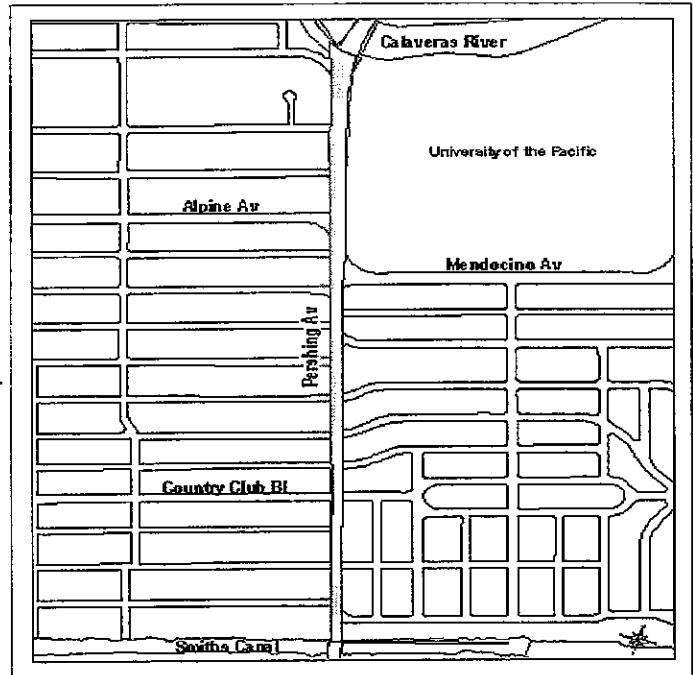 Calaveras River
University of the Pacific
Alpine Av
Mendocino Av
Pershing Av
Country Club Bl
Smiths Canal